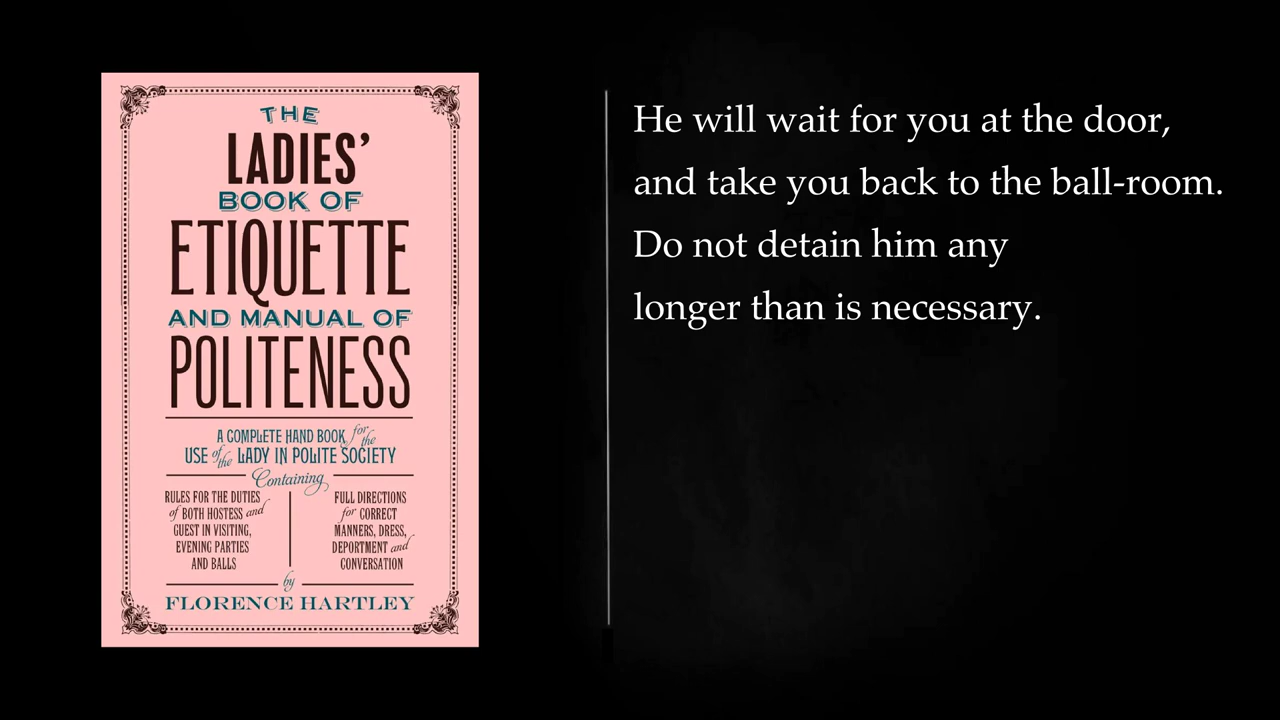 THE
LADIES'
BOOK OF
ETIQUETTE
AND MANUAL OF
POLITENESS
A COMPLETE HAND BOOK for the
USE of the LADY IN POLITE SOCIETY
Containing
RULES FOR THE DUTIES
of BOTH HOSTESS and
GUEST IN VISITING,
EVENING PARTIES
AND BALLS
FULL DIRECTIONS
for CORRECT
MANNERS, DRESS,
DEPORTMENT and
CONVERSATION
by
FLORENCE HARTLEY
He will wait for you at the door,
and take you back to the ball-room.
Do not detain him any
longer than is necessary.